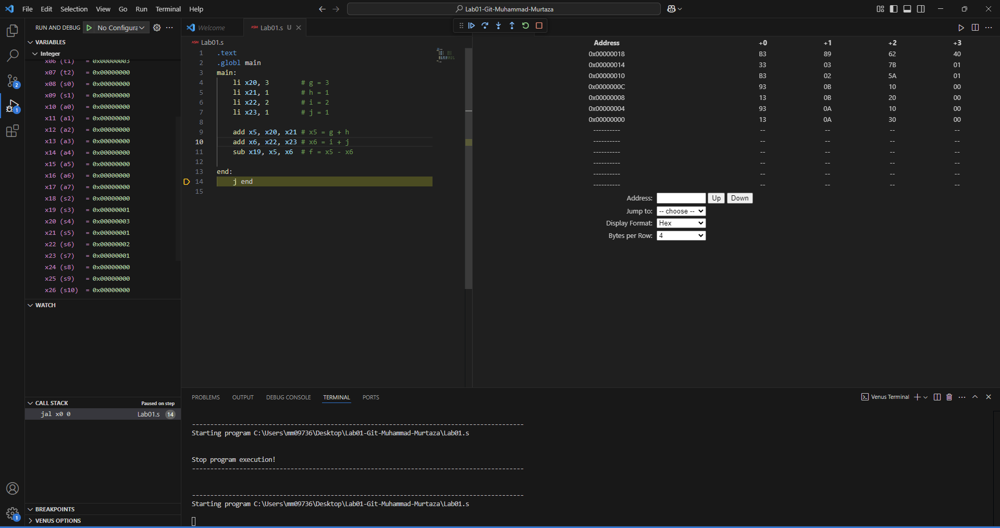 File Edit Selection View Go Run Terminal Help
Lab01-Git-Muhammad-Murtaza
RUN AND DEBUG No Configurac
VARIABLES
Integer
x06 (t1) = 0x00000003
x07 (t2) = 0x00000000
x08 (s0) = 0x00000000
x09 (s1) = 0x00000000
x10 (a0) = 0x00000000
x11 (a1) = 0x00000000
x12 (a2) = 0x00000000
x13 (a3) = 0x00000000
x14 (a4) = 0x00000000
x15 (a5) = 0x00000000
x16 (a6) = 0x00000000
x17 (a7) = 0x00000000
x18 (s2) = 0x00000000
x19 (s3) = 0x00000001
x20 (s4) = 0x00000003
x21 (s5) = 0x00000001
x22 (s6) = 0x00000002
x23 (s7) = 0x00000001
x24 (s8) = 0x00000000
x25 (s9) = 0x00000000
x26 (s10) = 0x00000000
WATCH
CALL STACK Paused on step
jal x0 0 Lab01.s 14
BREAKPOINTS
VENUS OPTIONS
2
1
1
Welcome
ASM Lab01.s U
ASM Lab01.s
1 .text
2 .globl main
3 main:
4 li x20, 3 # g = 3
5 li x21, 1 # h = 1
6 li x22, 2 # i = 2
7 li x23, 1 # j = 1
8
9 add x5, x20, x21 # x5 = g + h
10 add x6, x22, x23 # x6 = i + j
11 sub x19, x5, x6 # f = x5 - x6
12
13 end:
14 j end
15
Address +0 +1 +2 +3
0x00000018 B3 89 62 40
0x00000014 33 03 7B 01
0x00000010 B3 02 5A 01
0x0000000C 93 0B 10 00
0x00000008 13 0B 20 00
0x00000004 93 0A 10 00
0x00000000 13 0A 30 00
---------- -- -- -- --
---------- -- -- -- --
---------- -- -- -- --
---------- -- -- -- --
---------- -- -- -- --
---------- -- -- -- --
Address: Up Down
Jump to: -- choose --
Display Format: Hex
Bytes per Row: 4
PROBLEMS OUTPUT DEBUG CONSOLE TERMINAL PORTS
Venus Terminal
------------------------------------------------------------------------------------------
Starting program C:\Users\mm09736\Desktop\Lab01-Git-Muhammad-Murtaza\Lab01.s
Stop program execution!
------------------------------------------------------------------------------------------
------------------------------------------------------------------------------------------
Starting program C:\Users\mm09736\Desktop\Lab01-Git-Muhammad-Murtaza\Lab01.s